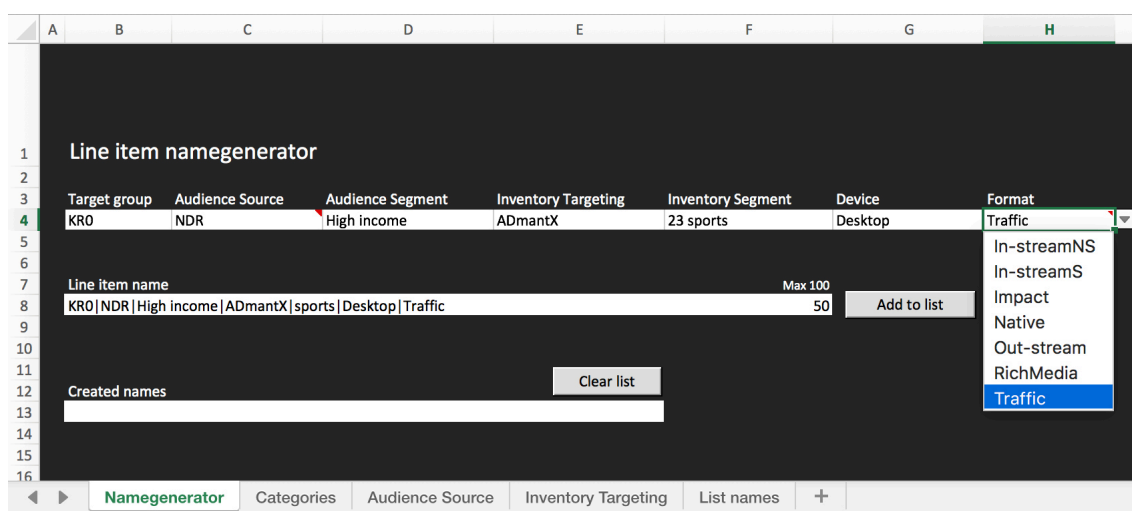 A B C D E F G H
1 Line item namegenerator
2
3 Target group Audience Source Audience Segment Inventory Targeting Inventory Segment Device Format
4 KR0 NDR High income ADmantX 23 sports Desktop Traffic
5 In-streamNS
6 In-streamS
7 Line item name Max 100 Impact
8 KR0|NDR|High income|ADmantX|sports|Desktop|Traffic 50 Add to list
9 Native
10 Out-stream
11 Clear list RichMedia
12 Created names Traffic
13
14
15
16
Namegenerator Categories Audience Source Inventory Targeting List names +